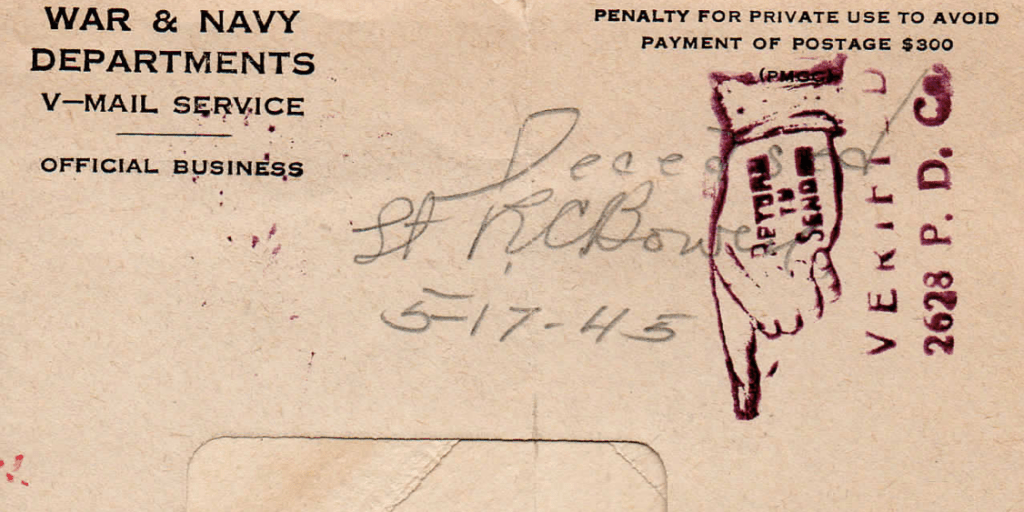 WAR & NAVY
DEPARTMENTS
V-MAIL SERVICE
OFFICIAL BUSINESS
PENALTY FOR PRIVATE USE TO AVOID
PAYMENT OF POSTAGE $300
(PMGC)
Deceased
Lt R.C. Bowen
5-17-45
RETURN
TO
SENDER
VERIFIED
2628 P. D. C.